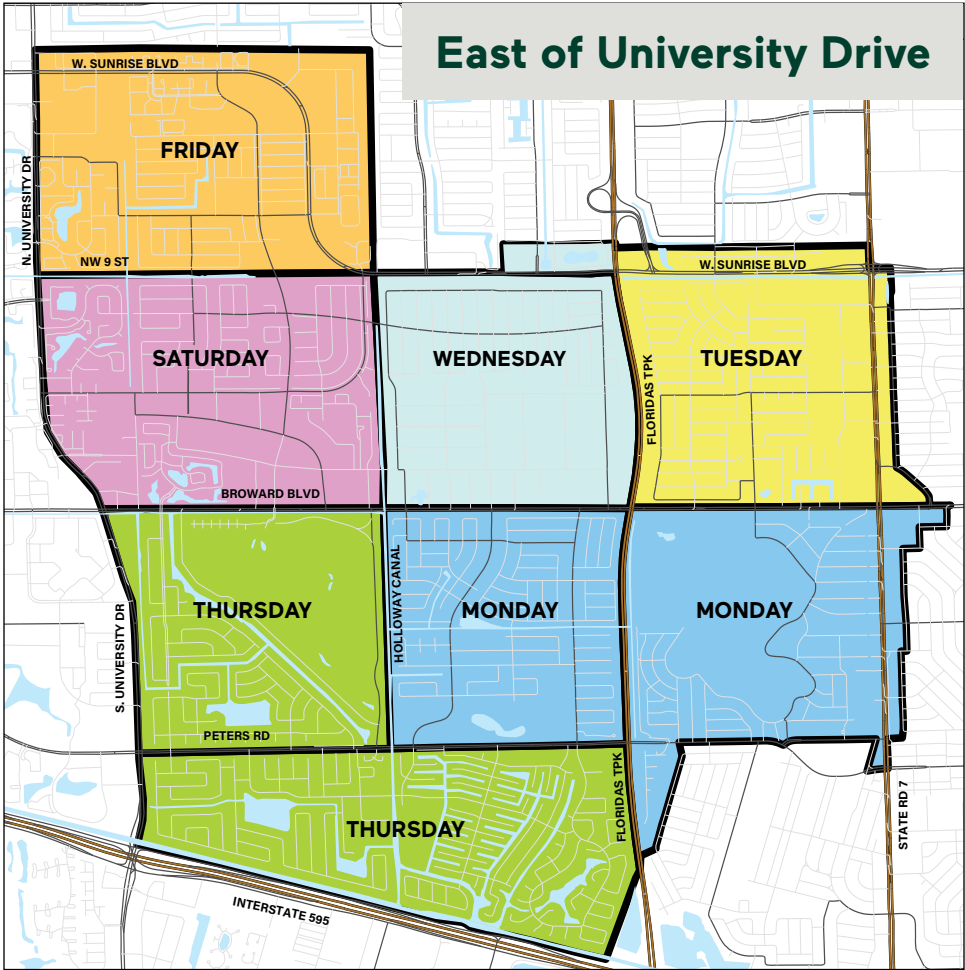 East of University Drive
W. SUNRISE BLVD
FRIDAY
N. UNIVERSITY DR
NW 9 ST
W. SUNRISE BLVD
SATURDAY
WEDNESDAY
TUESDAY
FLORIDAS TPK
BROWARD BLVD
THURSDAY
HOLLOWAY CANAL
MONDAY
MONDAY
S. UNIVERSITY DR
PETERS RD
THURSDAY
FLORIDAS TPK
STATE RD 7
INTERSTATE 595